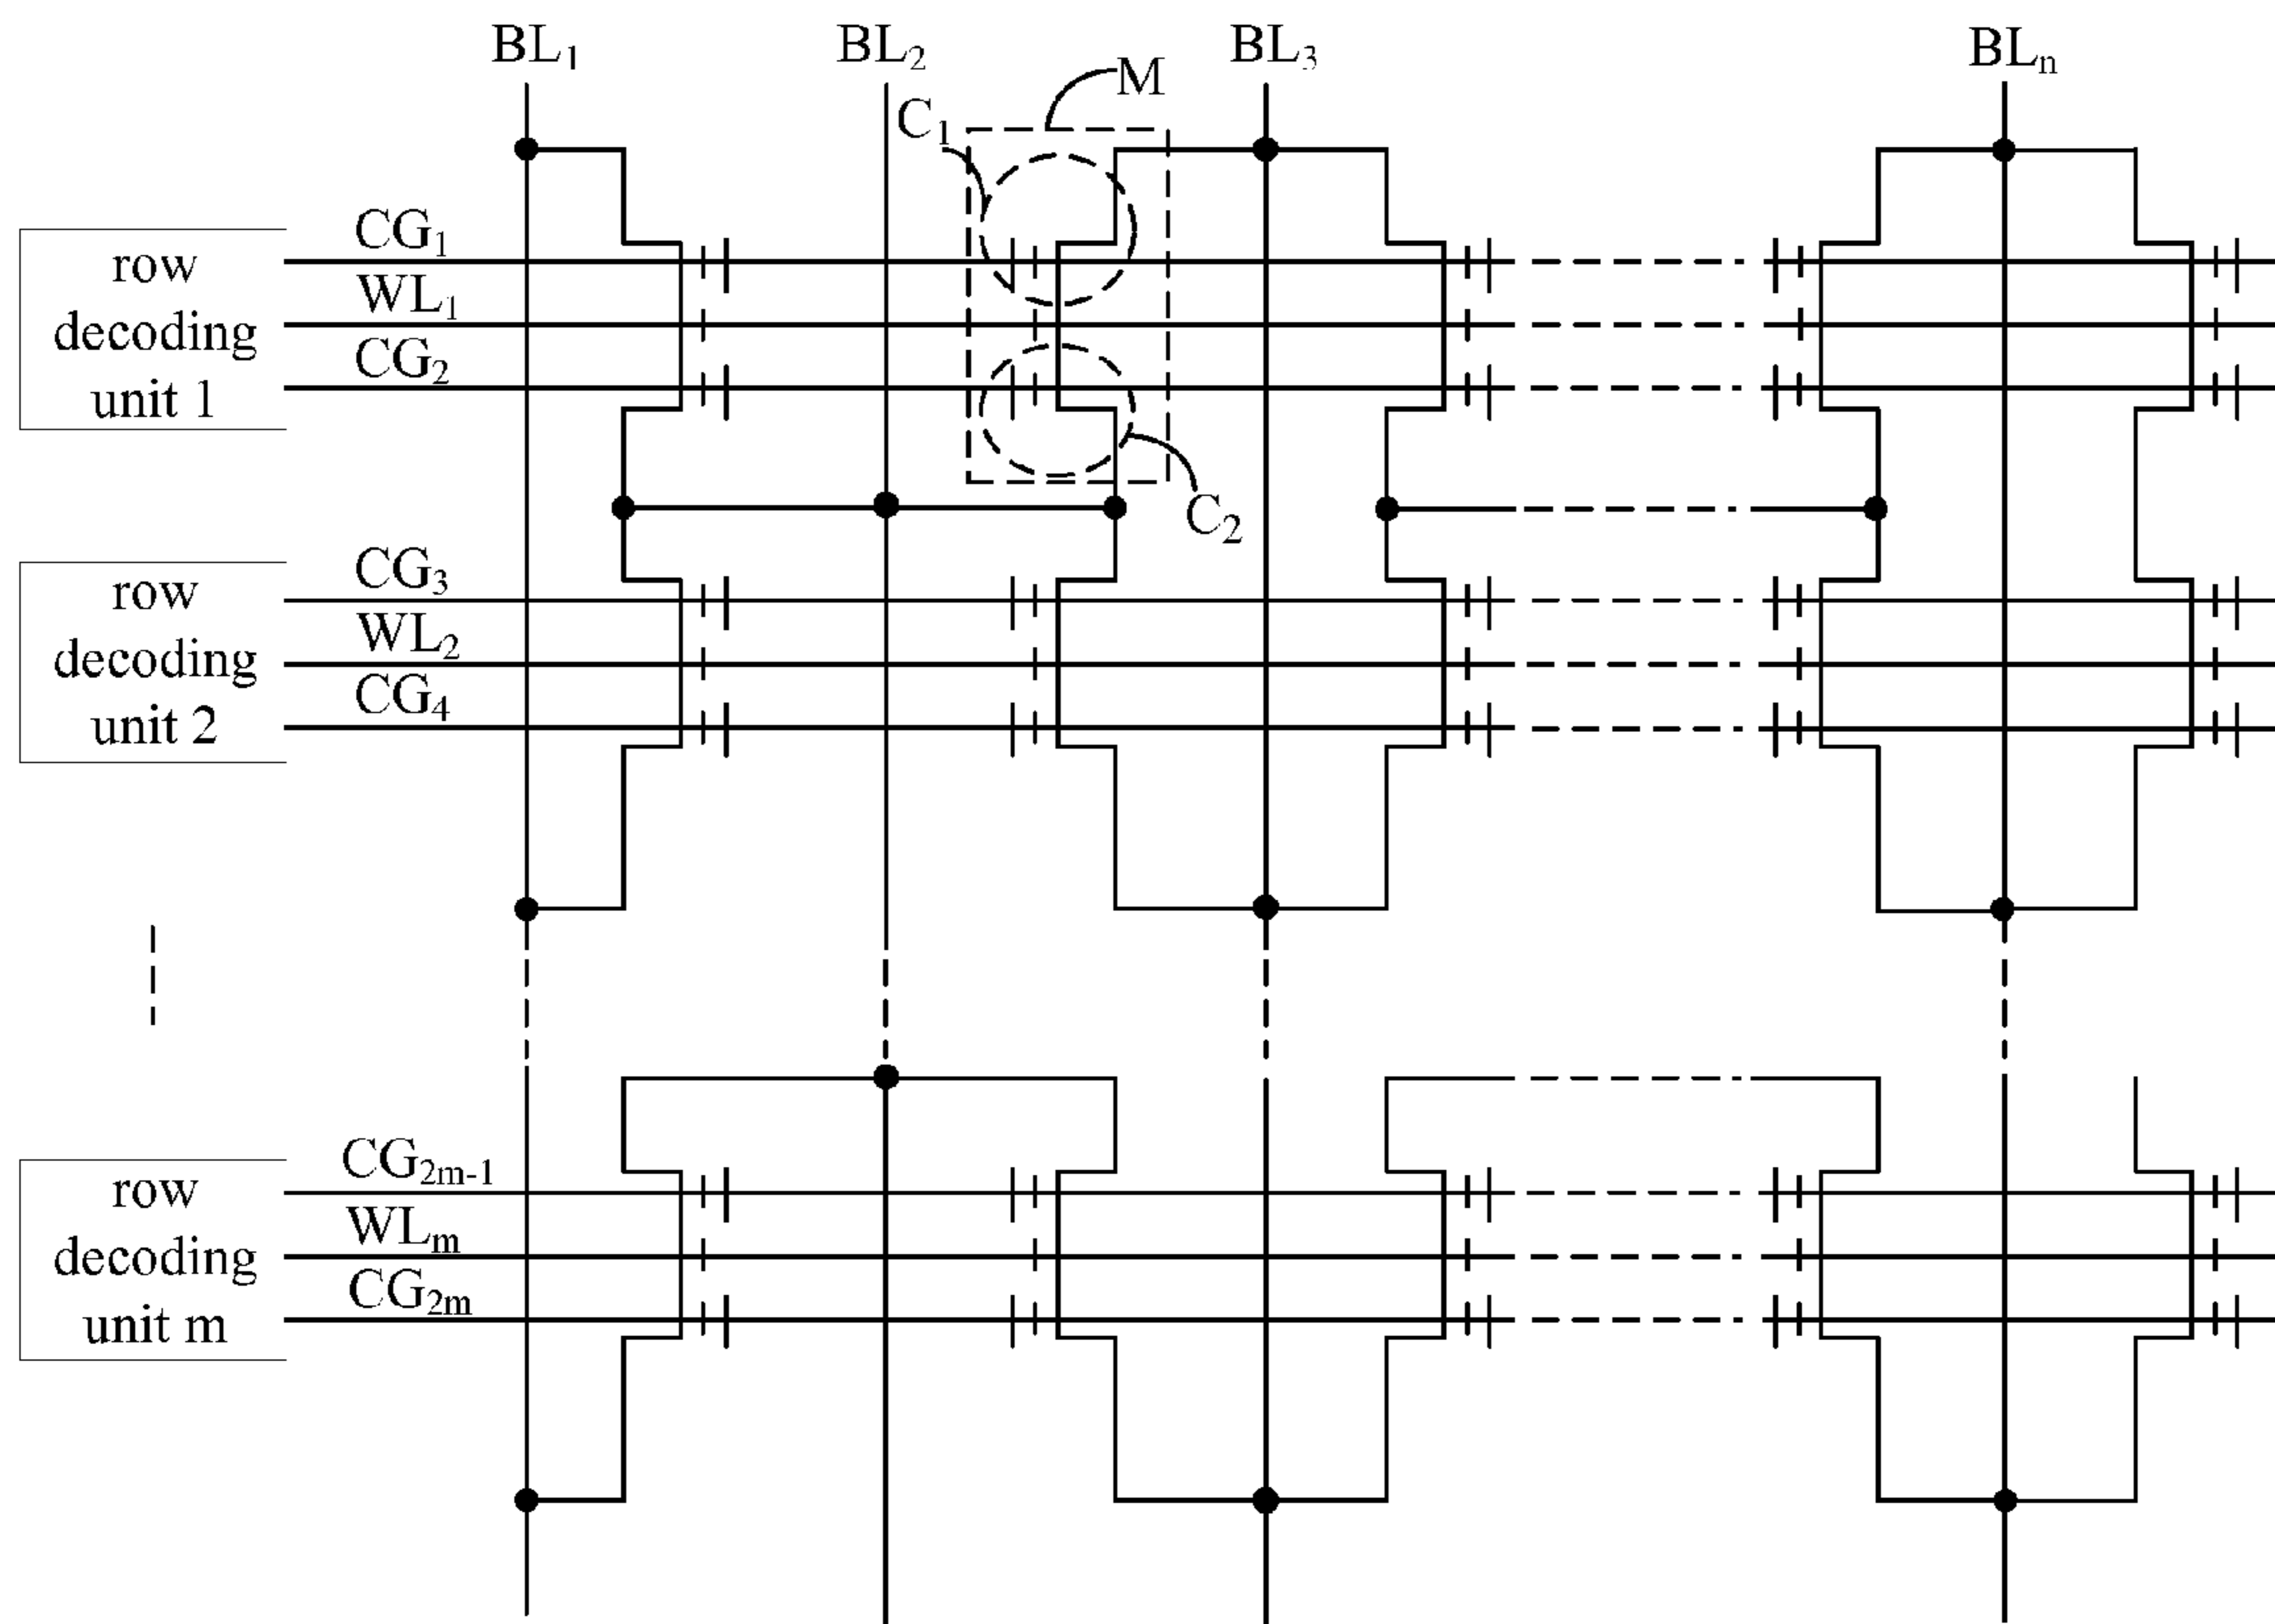 BL₁ BL₂ BL₃ BLₙ
M
C₁
CG₁
WL₁
CG₂
row
decoding
unit 1
C₂
CG₃
WL₂
CG₄
row
decoding
unit 2
CG₂ₘ₋₁
WLₘ
CG₂ₘ
row
decoding
unit m